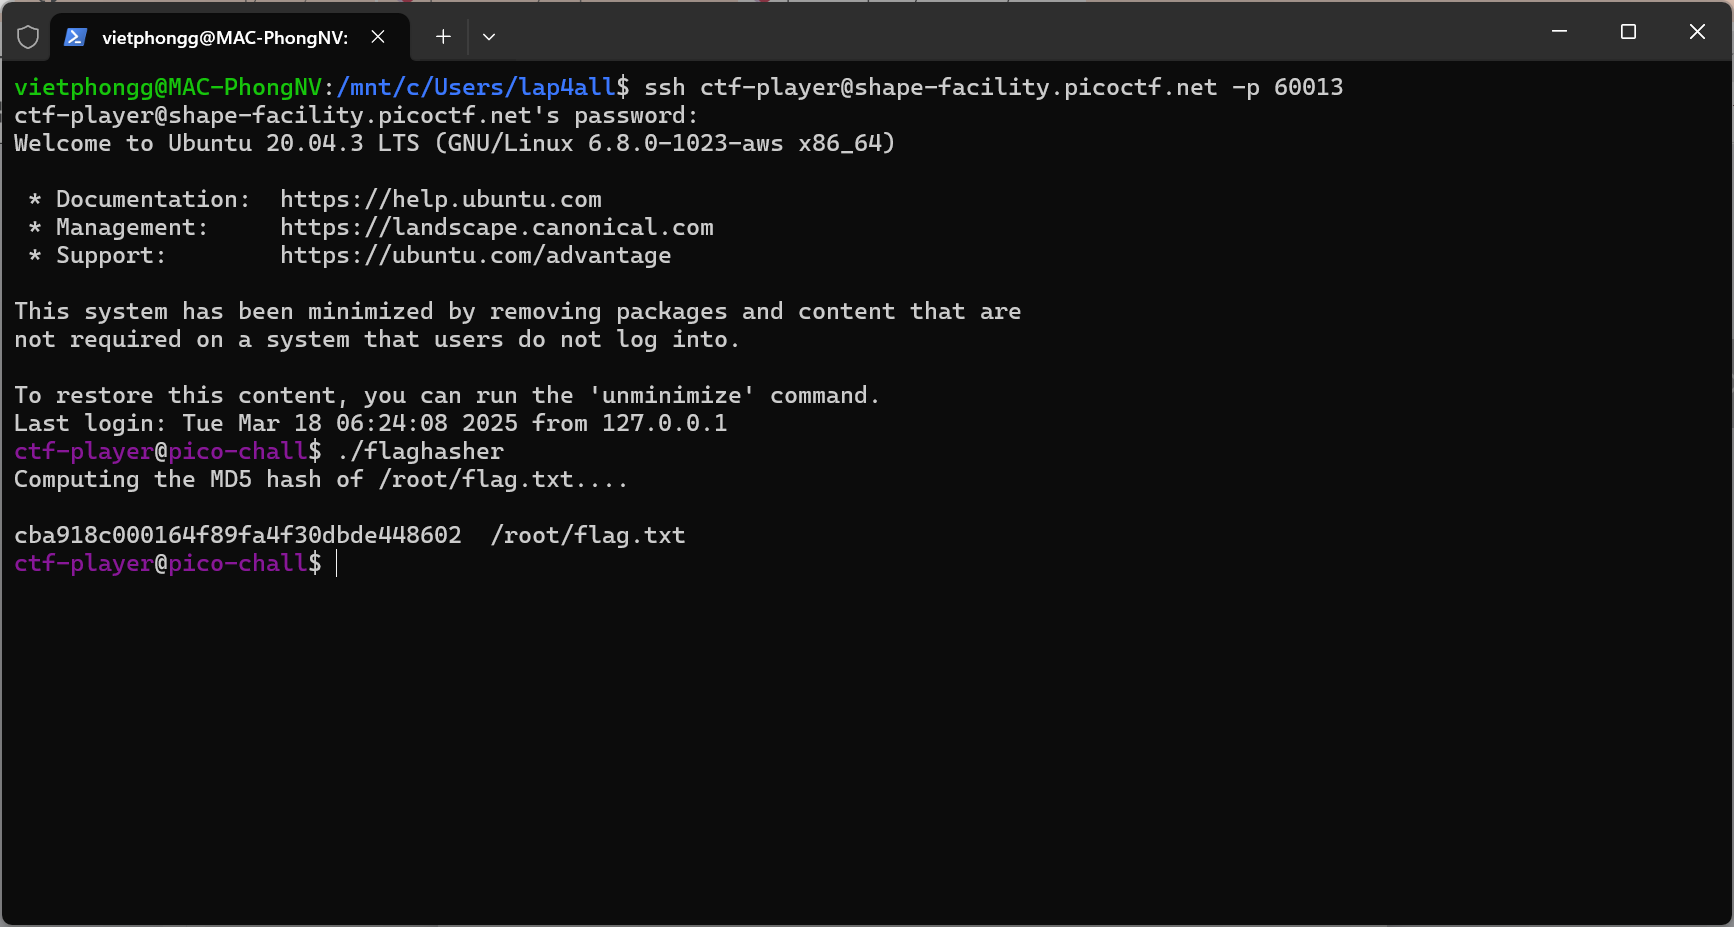 vietphongg@MAC-PhongNV:
vietphongg@MAC-PhongNV:/mnt/c/Users/lap4all$ ssh ctf-player@shape-facility.picoctf.net -p 60013
ctf-player@shape-facility.picoctf.net's password:
Welcome to Ubuntu 20.04.3 LTS (GNU/Linux 6.8.0-1023-aws x86_64)

 * Documentation:  https://help.ubuntu.com
 * Management:     https://landscape.canonical.com
 * Support:        https://ubuntu.com/advantage

This system has been minimized by removing packages and content that are
not required on a system that users do not log into.

To restore this content, you can run the 'unminimize' command.
Last login: Tue Mar 18 06:24:08 2025 from 127.0.0.1
ctf-player@pico-chall$ ./flaghasher
Computing the MD5 hash of /root/flag.txt....

cba918c000164f89fa4f30dbde448602  /root/flag.txt
ctf-player@pico-chall$